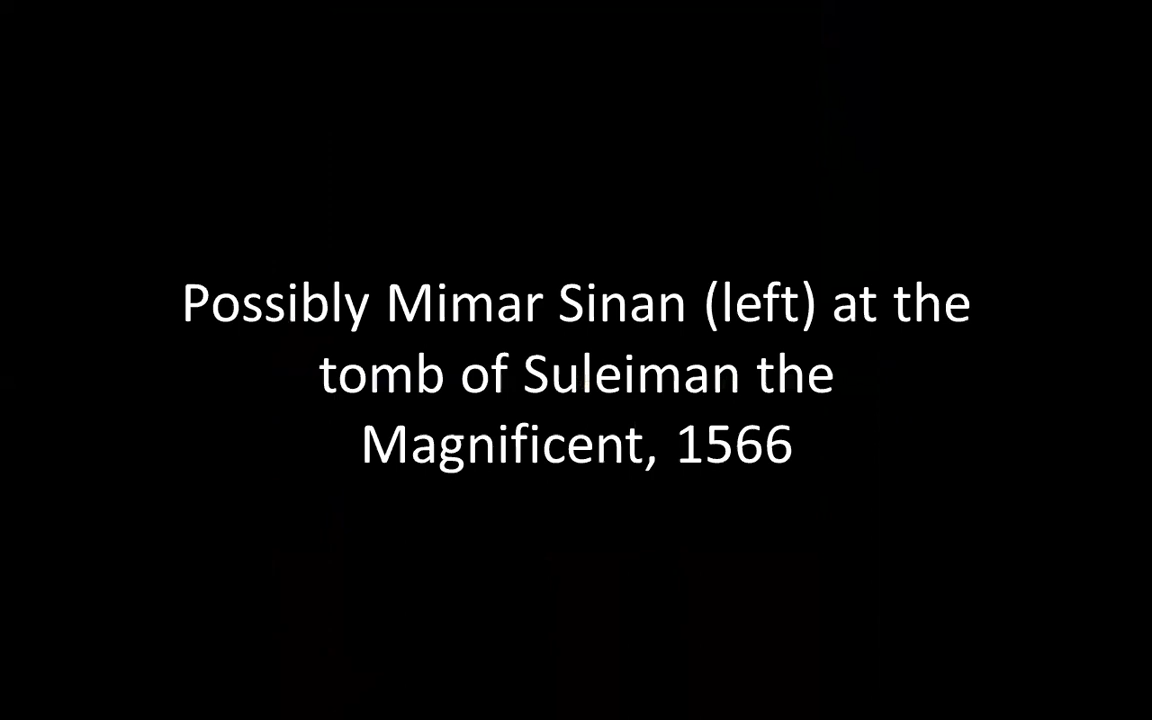 Possibly Mimar Sinan (left) at the
tomb of Suleiman the
Magnificent, 1566